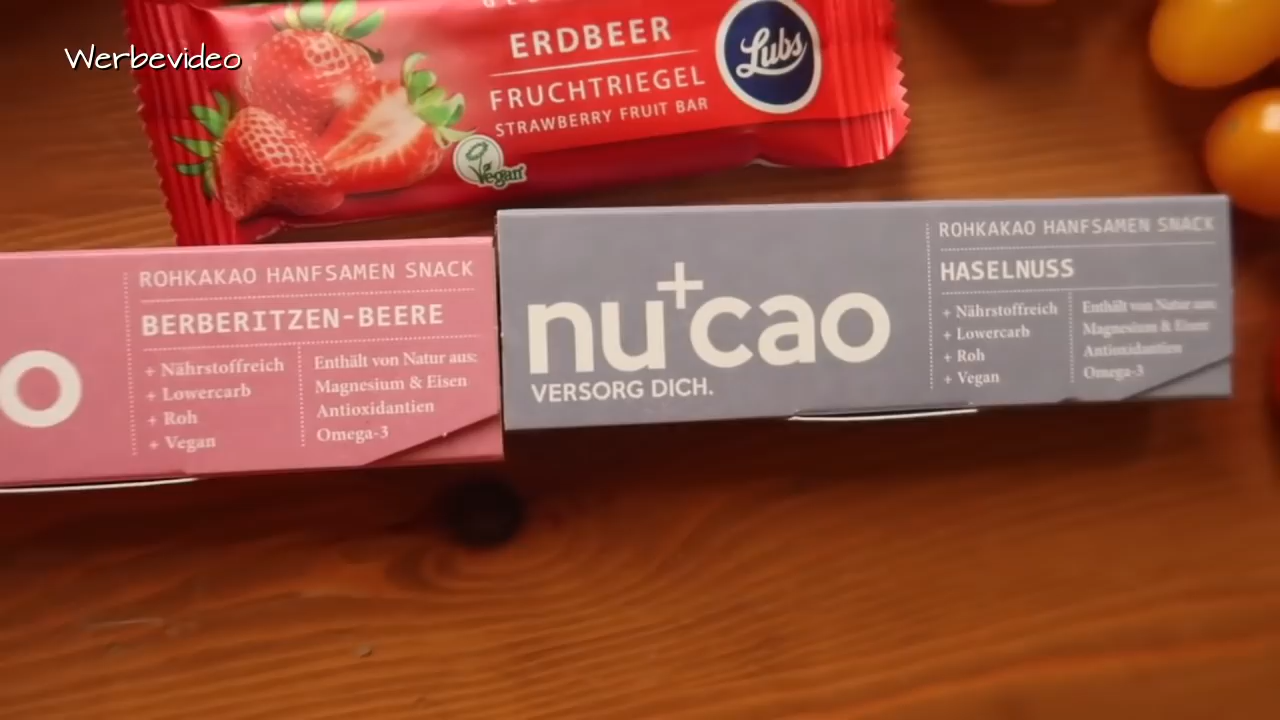 Werbevideo
ERDBEER
FRUCHTRIEGEL
STRAWBERRY FRUIT BAR
Lubs
Vegan
ROHKAKAO HANFSAMEN SNACK
BERBERITZEN-BEERE
+ Nährstoffreich
+ Lowercarb
+ Roh
+ Vegan
Enthält von Natur aus:
Magnesium & Eisen
Antioxidantien
Omega-3
nu+cao
VERSORG DICH.
ROHKAKAO HANFSAMEN SNACK
HASELNUSS
+ Nährstoffreich
+ Lowercarb
+ Roh
+ Vegan
Enthält von Natur aus:
Magnesium & Eisen
Antioxidantien
Omega-3